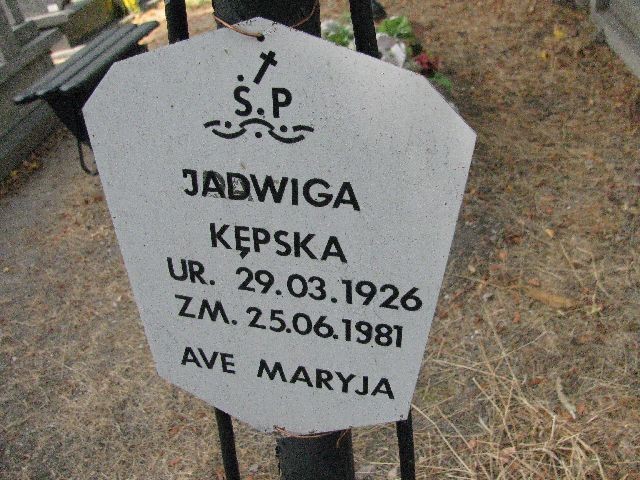 Ś.P
JADWIGA
KĘPSKA
UR. 29.03.1926
ZM. 25.06.1981
AVE MARYJA